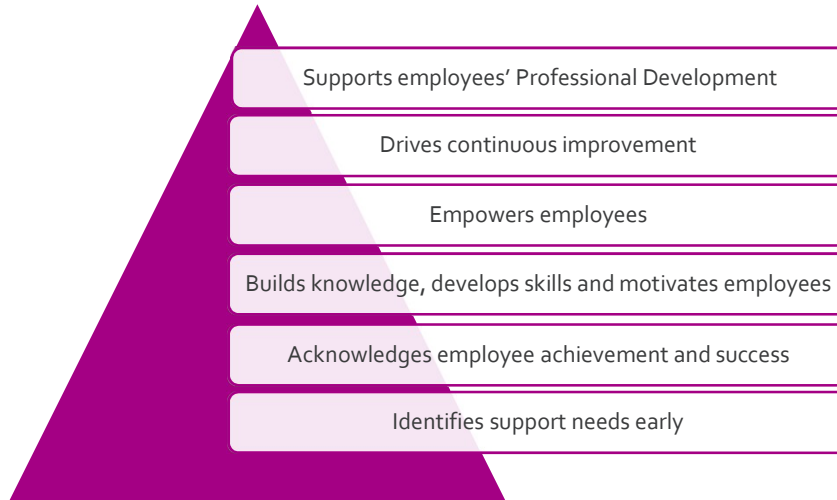 Supports employees’ Professional Development
Drives continuous improvement
Empowers employees
Builds knowledge, develops skills and motivates employees
Acknowledges employee achievement and success
Identifies support needs early